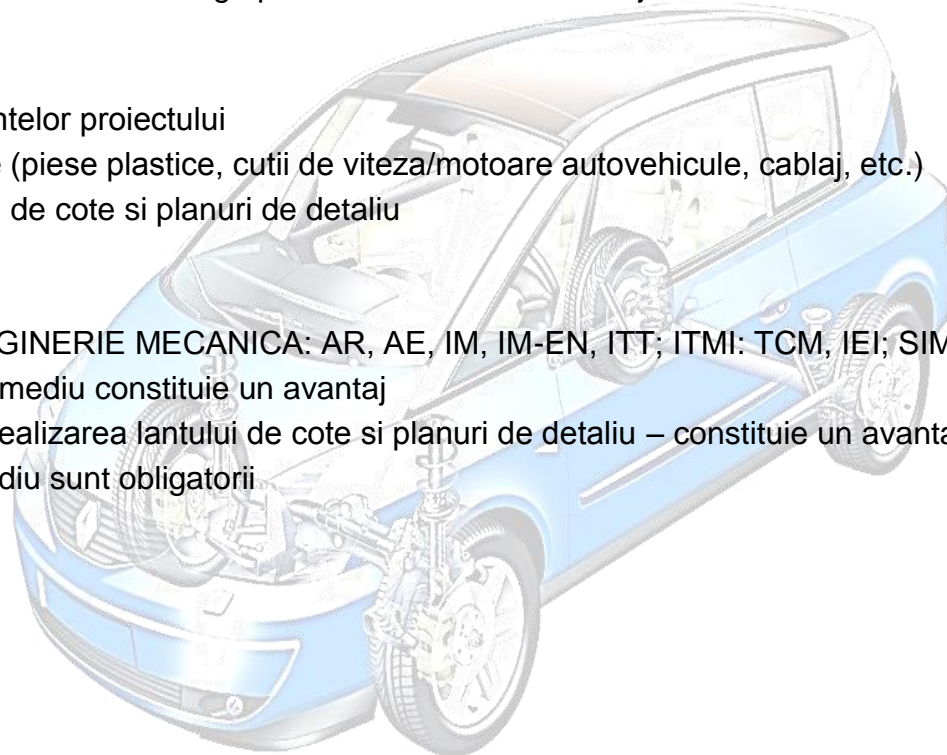 ntelor proiectului
(piese plastice, cutii de viteza/motoare autovehicule, cablaj, etc.)
de cote si planuri de detaliu
GINERIE MECANICA: AR, AE, IM, IM-EN, ITT; ITMI: TCM, IEI; SIM
mediu constituie un avantaj
ealizarea lantului de cote si planuri de detaliu – constituie un avanta
diu sunt obligatorii